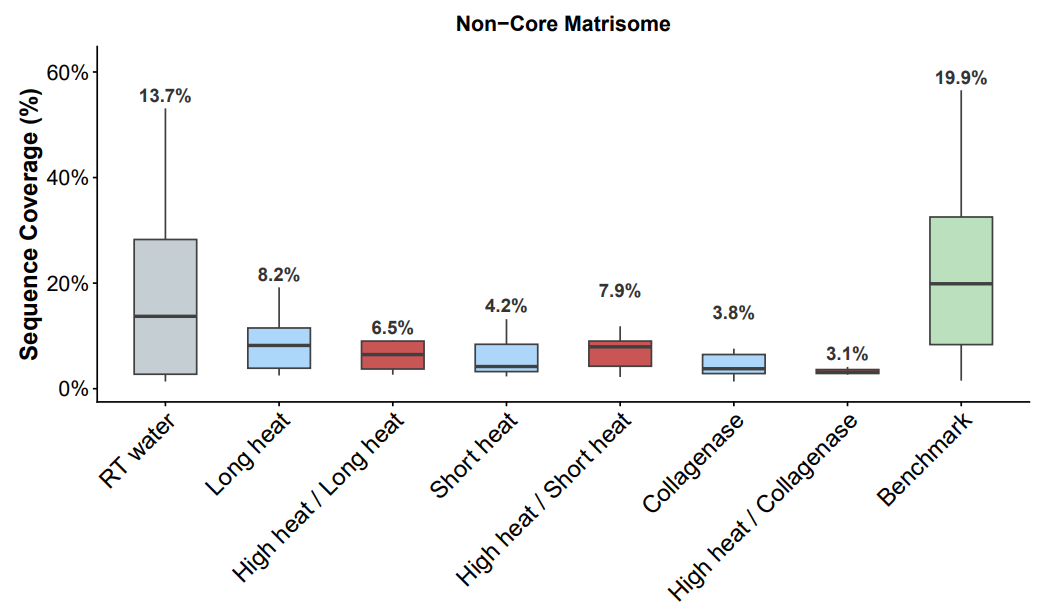 Non−Core Matrisome
Sequence Coverage (%)
60%
40%
20%
0%
13.7%
8.2%
6.5%
4.2%
7.9%
3.8%
3.1%
19.9%
RT water
Long heat
High heat / Long heat
Short heat
High heat / Short heat
Collagenase
High heat / Collagenase
Benchmark